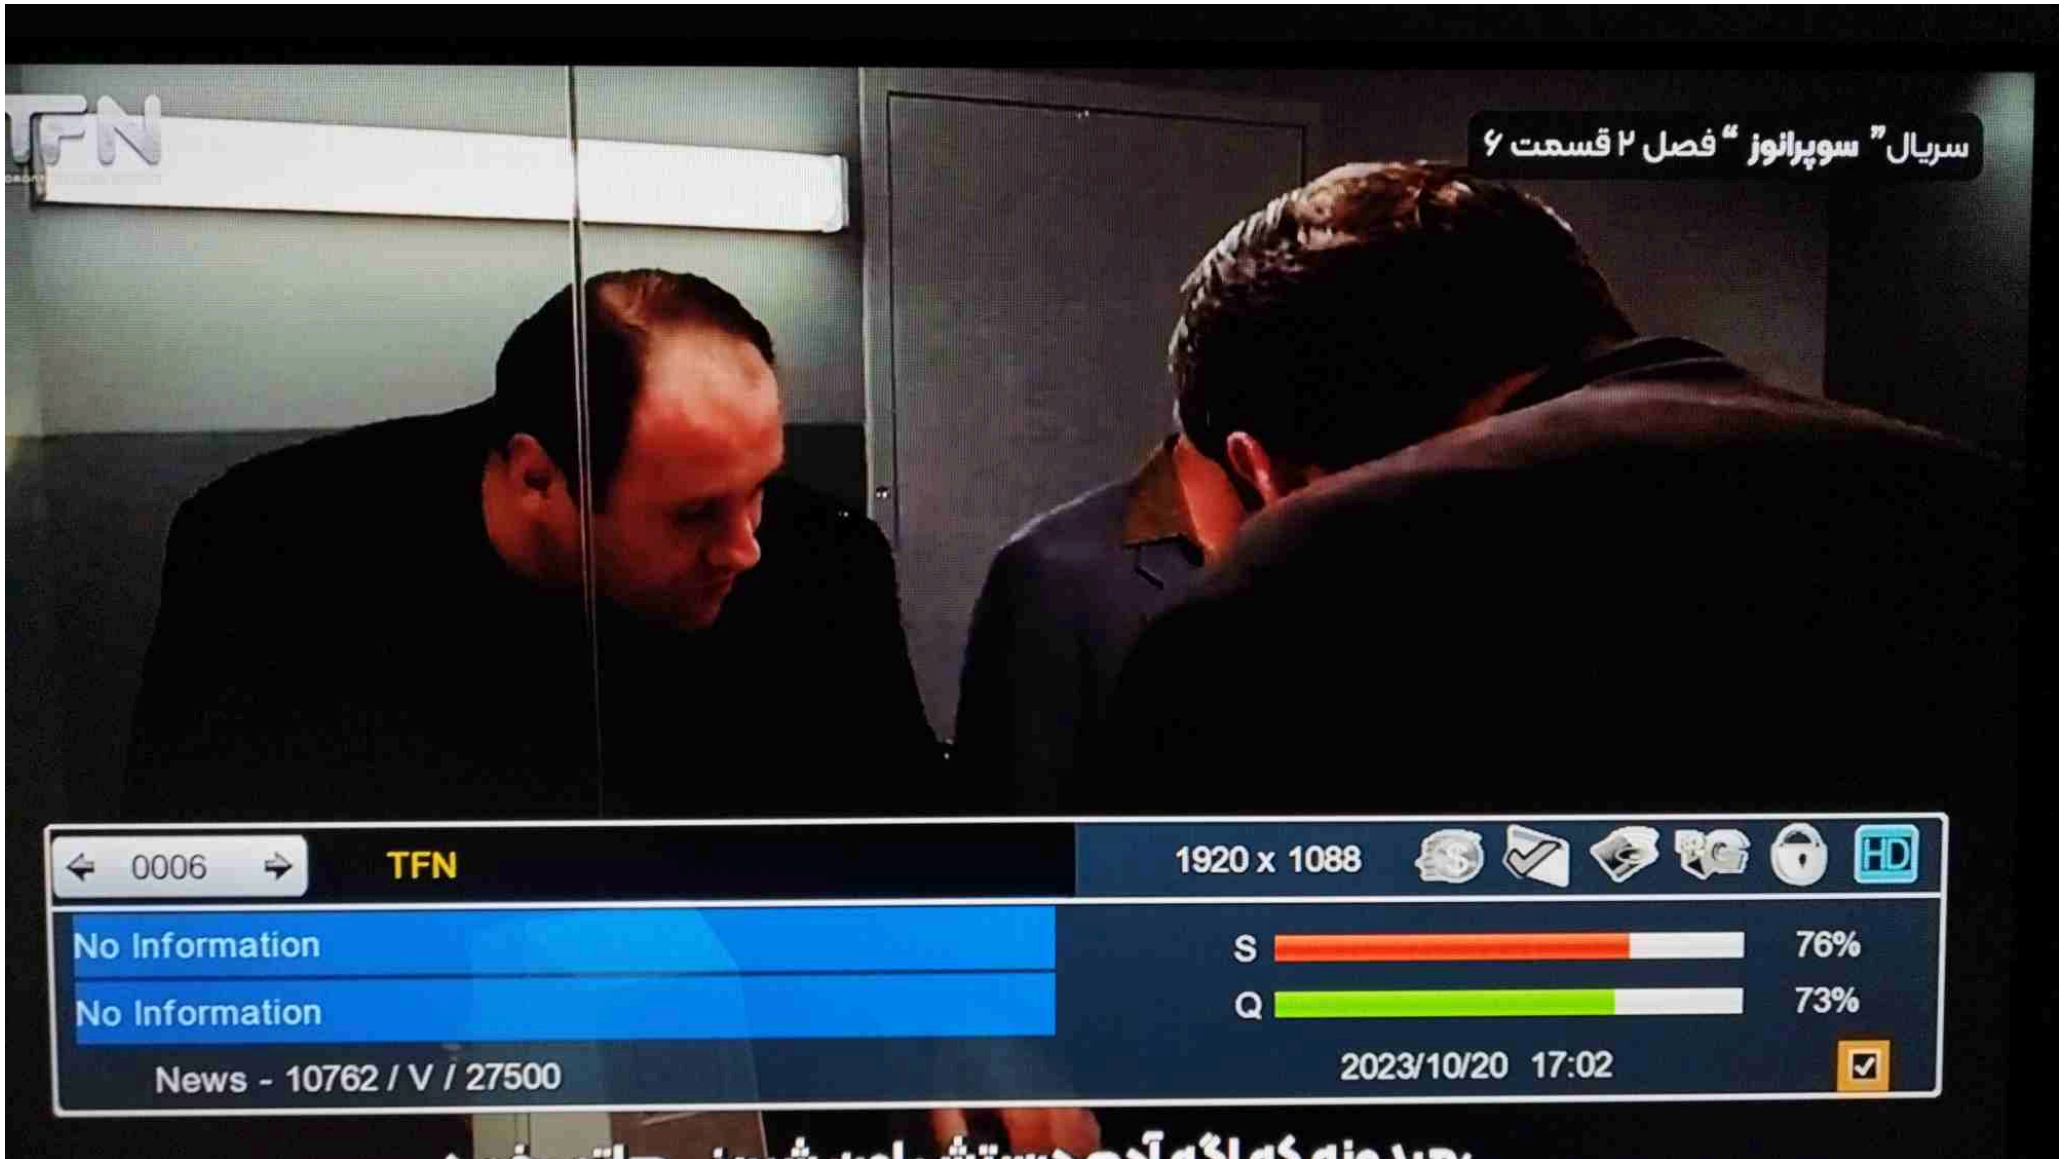 TFN
سریال” سوپرانوز “ فصل ۲ قسمت ۶
0006 TFN 1920 x 1088 HD
No Information
S 76%
No Information
Q 73%
News - 10762 / V / 27500 2023/10/20 17:02